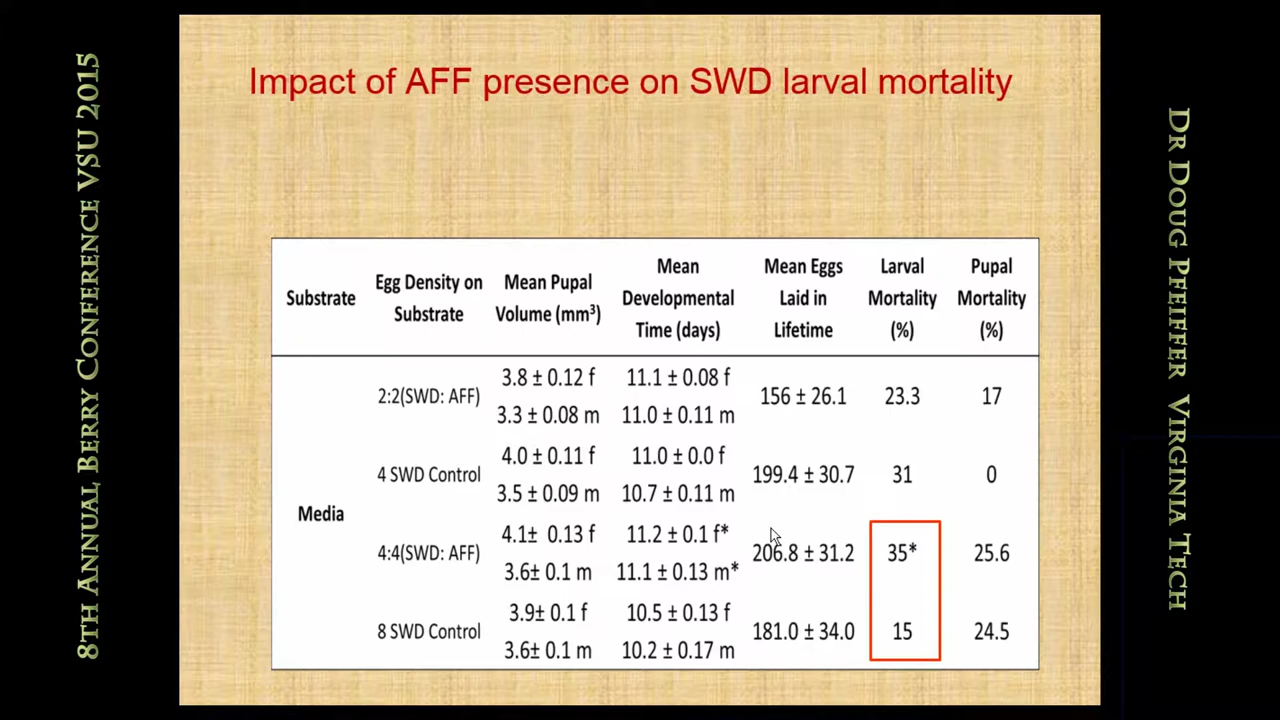 8TH ANNUAL BERRY CONFERENCE VSU 2015
Impact of AFF presence on SWD larval mortality
Substrate Egg Density on Substrate Mean Pupal Volume (mm³) Mean Developmental Time (days) Mean Eggs Laid in Lifetime Larval Mortality (%) Pupal Mortality (%)
Media
2:2(SWD: AFF) 3.8 ± 0.12 f 11.1 ± 0.08 f 156 ± 26.1 23.3 17
3.3 ± 0.08 m 11.0 ± 0.11 m
4 SWD Control 4.0 ± 0.11 f 11.0 ± 0.0 f 199.4 ± 30.7 31 0
3.5 ± 0.09 m 10.7 ± 0.11 m
4:4(SWD: AFF) 4.1± 0.13 f 11.2 ± 0.1 f* 206.8 ± 31.2 35* 25.6
3.6± 0.1 m 11.1 ± 0.13 m*
8 SWD Control 3.9± 0.1 f 10.5 ± 0.13 f 181.0 ± 34.0 15 24.5
3.6± 0.1 m 10.2 ± 0.17 m
DR DOUG PFEIFFER VIRGINIA TECH